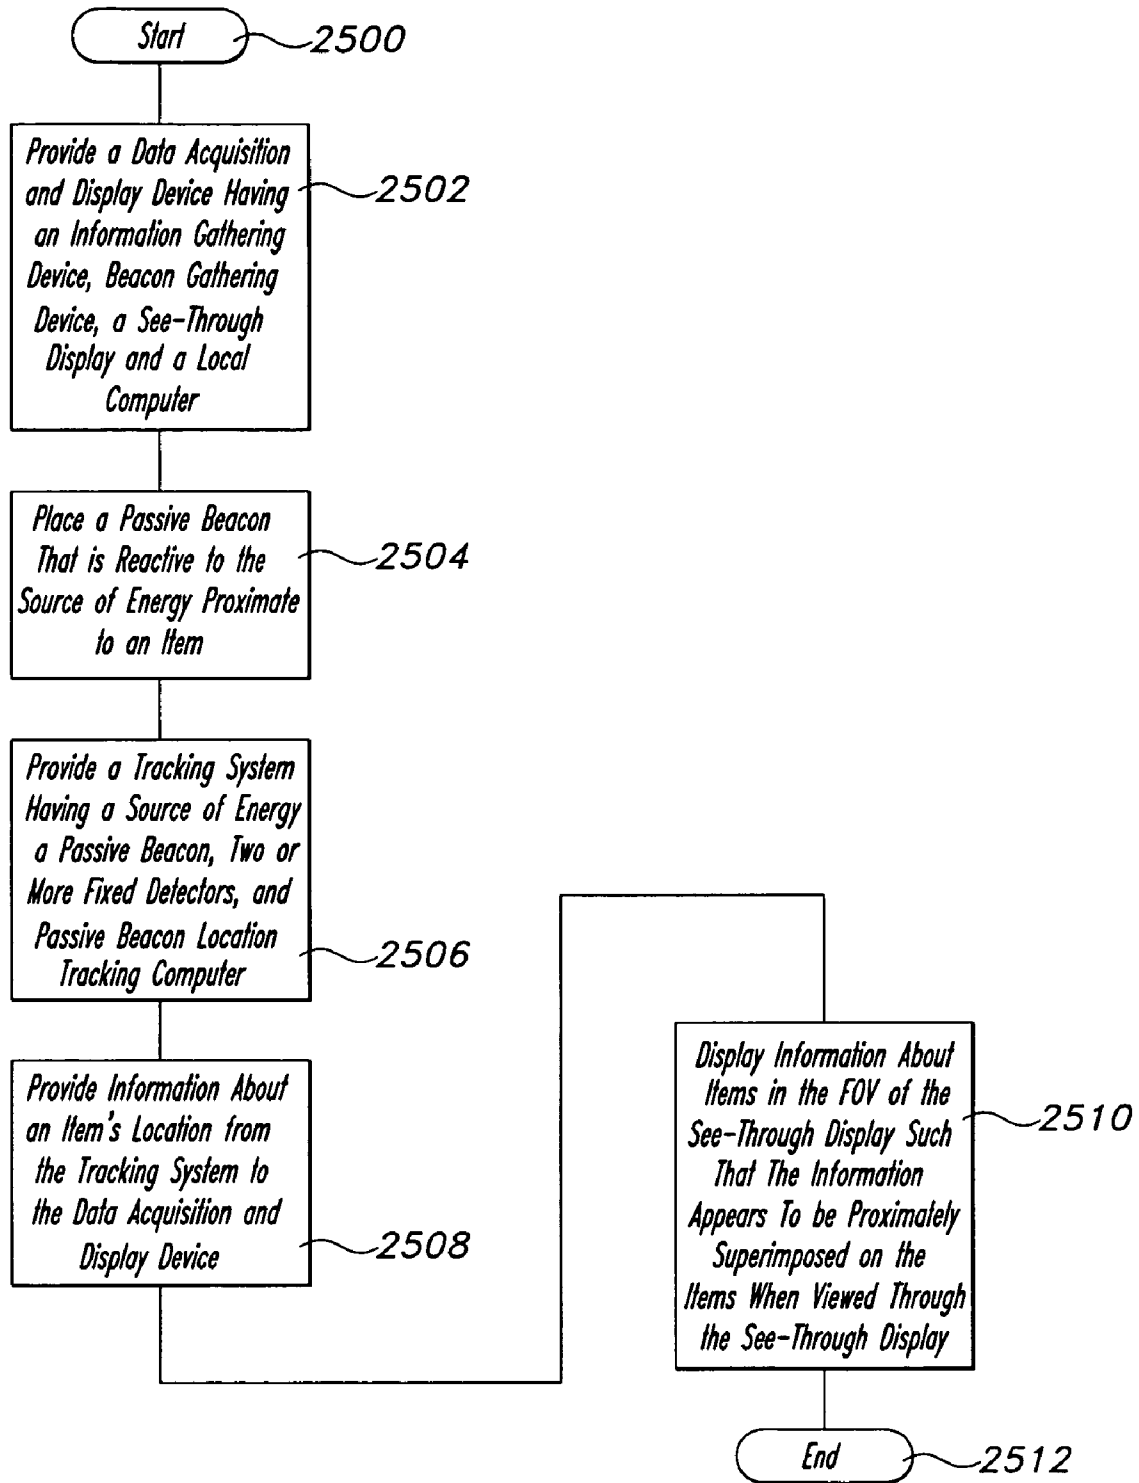 Start
2500
Provide a Data Acquisition
and Display Device Having
an Information Gathering
Device, Beacon Gathering
Device, a See-Through
Display and a Local
Computer
2502
Place a Passive Beacon
That is Reactive to the
Source of Energy Proximate
to an Item
2504
Provide a Tracking System
Having a Source of Energy
a Passive Beacon, Two or
More Fixed Detectors, and
Passive Beacon Location
Tracking Computer
2506
Provide Information About
an Item's Location from
the Tracking System to
the Data Acquisition and
Display Device
2508
Display Information About
Items in the FOV of the
See-Through Display Such
That The Information
Appears To be Proximately
Superimposed on the
Items When Viewed Through
the See-Through Display
2510
End
2512